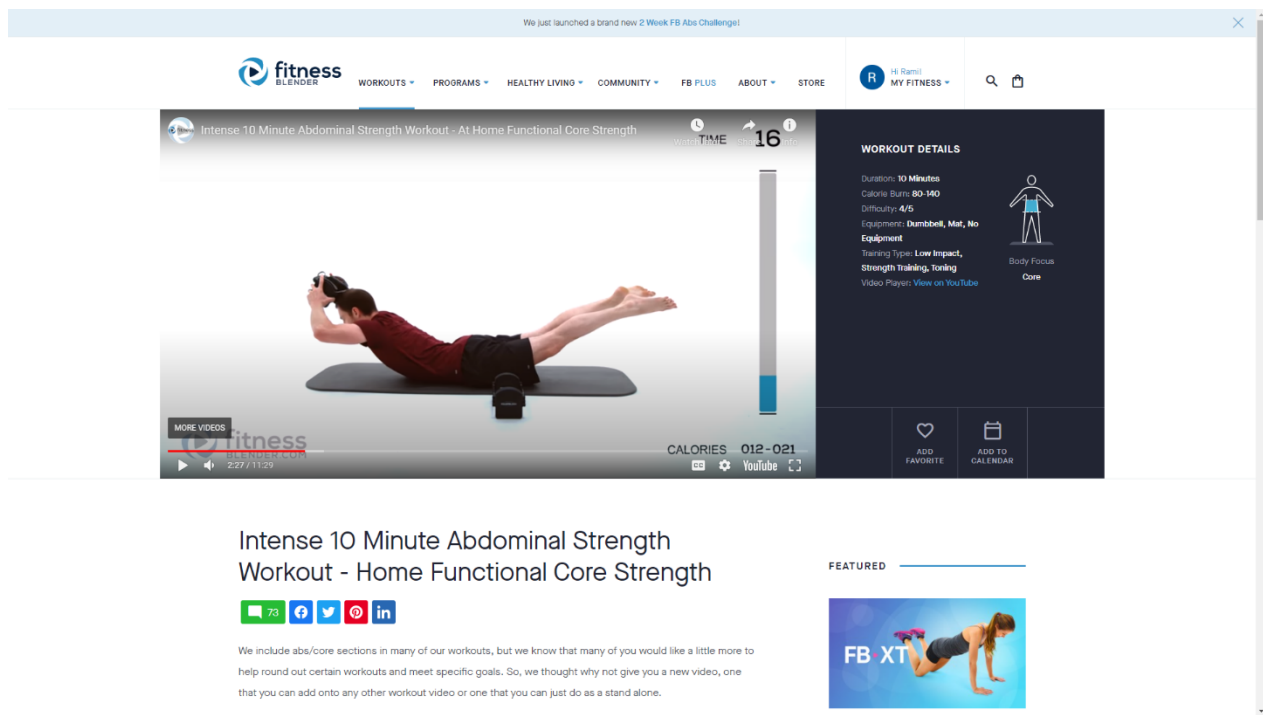 We just launched a brand new 2 Week FB Abs Challenge!
fitness
BLENDER
WORKOUTS
PROGRAMS
HEALTHY LIVING
COMMUNITY
FB PLUS
ABOUT
STORE
R
Hi Ramil
MY FITNESS
Intense 10 Minute Abdominal Strength Workout - At Home Functional Core Strength
TIME 16
WORKOUT DETAILS
Duration: 10 Minutes
Calorie Burn: 80-140
Difficulty: 4/5
Equipment: Dumbbell, Mat, No
Equipment
Training Type: Low Impact,
Strength Training, Toning
Video Player: View on YouTube
Body Focus
Core
MORE VIDEOS
fitness
BLENDER.COM
CALORIES 012-021
2:27 / 11:29
CC
YouTube
ADD
FAVORITE
ADD TO
CALENDAR
Intense 10 Minute Abdominal Strength
Workout - Home Functional Core Strength
73
in
We include abs/core sections in many of our workouts, but we know that many of you would like a little more to
help round out certain workouts and meet specific goals. So, we thought why not give you a new video, one
that you can add onto any other workout video or one that you can just do as a stand alone.
FEATURED
FB XT